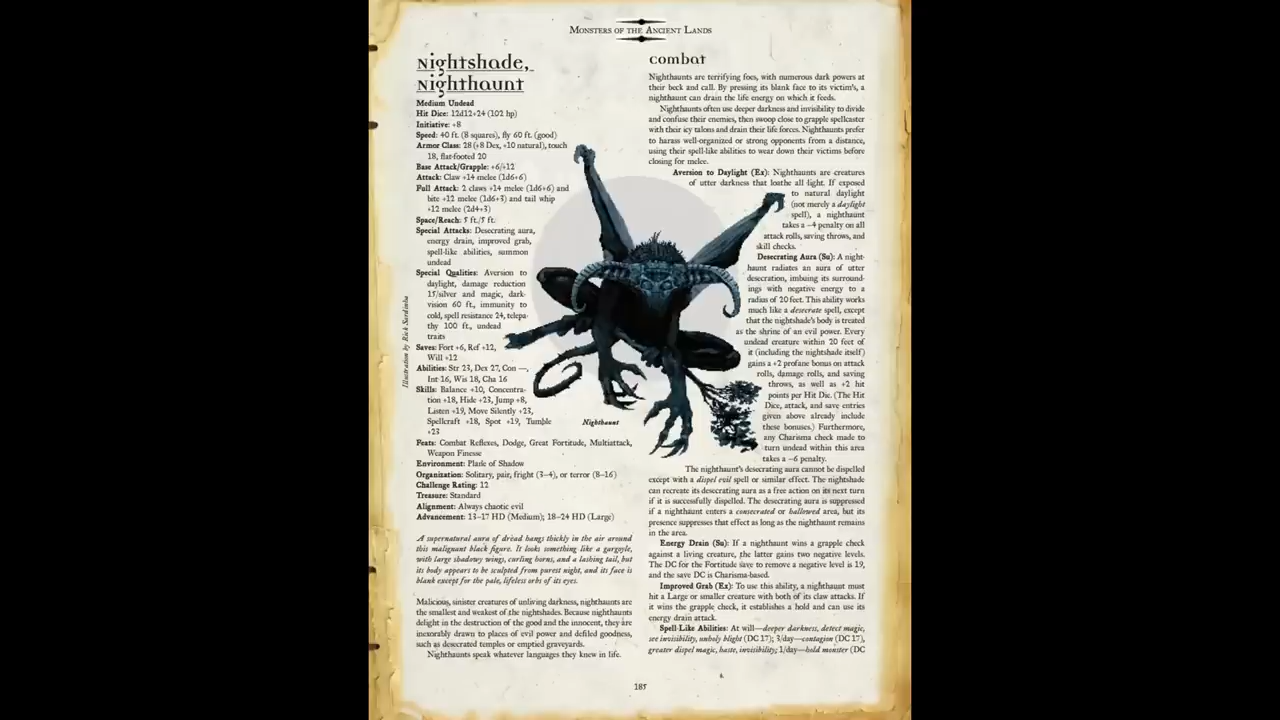 Monsters of the Ancient Lands
Nightshade,
Nighthaunt
Medium Undead
Hit Dice: 12d12+24 (102 hp)
Initiative: +8
Speed: 40 ft. (8 squares), fly 60 ft. (good)
Armor Class: 28 (+8 Dex, +10 natural), touch
18, flat-footed 20
Base Attack/Grapple: +6/+12
Attack: Claw +14 melee (1d6+6)
Full Attack: 2 claws +14 melee (1d6+6) and
bite +12 melee (1d6+3) and tail whip
+12 melee (2d4+3)
Space/Reach: 5 ft./5 ft.
Special Attacks: Desecrating aura,
energy drain, improved grab,
spell-like abilities, summon
undead
Special Qualities: Aversion to
daylight, damage reduction
15/silver and magic, dark-
vision 60 ft., immunity to
cold, spell resistance 24, telepa-
thy 100 ft., undead
traits
Saves: Fort +6, Ref +12,
Will +12
Abilities: Str 23, Dex 27, Con —,
Int 16, Wis 18, Cha 16
Skills: Balance +10, Concentra-
tion +18, Hide +23, Jump +8,
Listen +19, Move Silently +23,
Spellcraft +18, Spot +19, Tumble
+23
Feats: Combat Reflexes, Dodge, Great Fortitude, Multiattack,
Weapon Finesse
Environment: Plane of Shadow
Organization: Solitary, pair, fright (3–4), or terror (8–16)
Challenge Rating: 12
Treasure: Standard
Alignment: Always chaotic evil
Advancement: 13–17 HD (Medium); 18–24 HD (Large)
A supernatural aura of dread hangs thickly in the air around
this malignant black figure. It looks something like a gargoyle,
with large shadowy wings, curling horns, and a lashing tail, but
its body appears to be sculpted from purest night, and its face is
blank except for the pale, lifeless orbs of its eyes.
Malicious, sinister creatures of unliving darkness, nighthaunts are
the smallest and weakest of the nightshades. Because nighthaunts
delight in the destruction of the good and the innocent, they are
inexorably drawn to places of evil power and defiled goodness,
such as desecrated temples or emptied graveyards.
Nighthaunts speak whatever languages they knew in life.
Illustration by Rick Sardinha
Nighthaunt
Combat
Nighthaunts are terrifying foes, with numerous dark powers at
their beck and call. By pressing its blank face to its victim's, a
nighthaunt can drain the life energy on which it feeds.
Nighthaunts often use deeper darkness and invisibility to divide
and confuse their enemies, then swoop close to grapple spellcaster
with their icy talons and drain their life forces. Nighthaunts prefer
to harass well-organized or strong opponents from a distance,
using their spell-like abilities to wear down their victims before
closing for melee.
Aversion to Daylight (Ex): Nighthaunts are creatures
of utter darkness that loathe all light. If exposed
to natural daylight
(not merely a daylight
spell), a nighthaunt
takes a –4 penalty on all
attack rolls, saving throws, and
skill checks.
Desecrating Aura (Su): A night-
haunt radiates an aura of utter
desecration, imbuing its surround-
ings with negative energy to a
radius of 20 feet. This ability works
much like a desecrate spell, except
that the nightshade's body is treated
as the shrine of an evil power. Every
undead creature within 20 feet of
it (including the nightshade itself)
gains a +2 profane bonus on attack
rolls, damage rolls, and saving
throws, as well as +2 hit
points per Hit Die. (The Hit
Dice, attack, and save entries
given above already include
these bonuses.) Furthermore,
any Charisma check made to
turn undead within this area
takes a –6 penalty.
The nighthaunt's desecrating aura cannot be dispelled
except with a dispel evil spell or similar effect. The nightshade
can recreate its desecrating aura as a free action on its next turn
if it is successfully dispelled. The desecrating aura is suppressed
if a nighthaunt enters a consecrated or hallowed area, but its
presence suppresses that effect as long as the nighthaunt remains
in the area.
Energy Drain (Su): If a nighthaunt wins a grapple check
against a living creature, the latter gains two negative levels.
The DC for the Fortitude save to remove a negative level is 19,
and the save DC is Charisma-based.
Improved Grab (Ex): To use this ability, a nighthaunt must
hit a Large or smaller creature with both of its claw attacks. If
it wins the grapple check, it establishes a hold and can use its
energy drain attack.
Spell-Like Abilities: At will—deeper darkness, detect magic,
see invisibility, unholy blight (DC 17); 3/day—contagion (DC 17),
greater dispel magic, haste, invisibility; 1/day—hold monster (DC
185